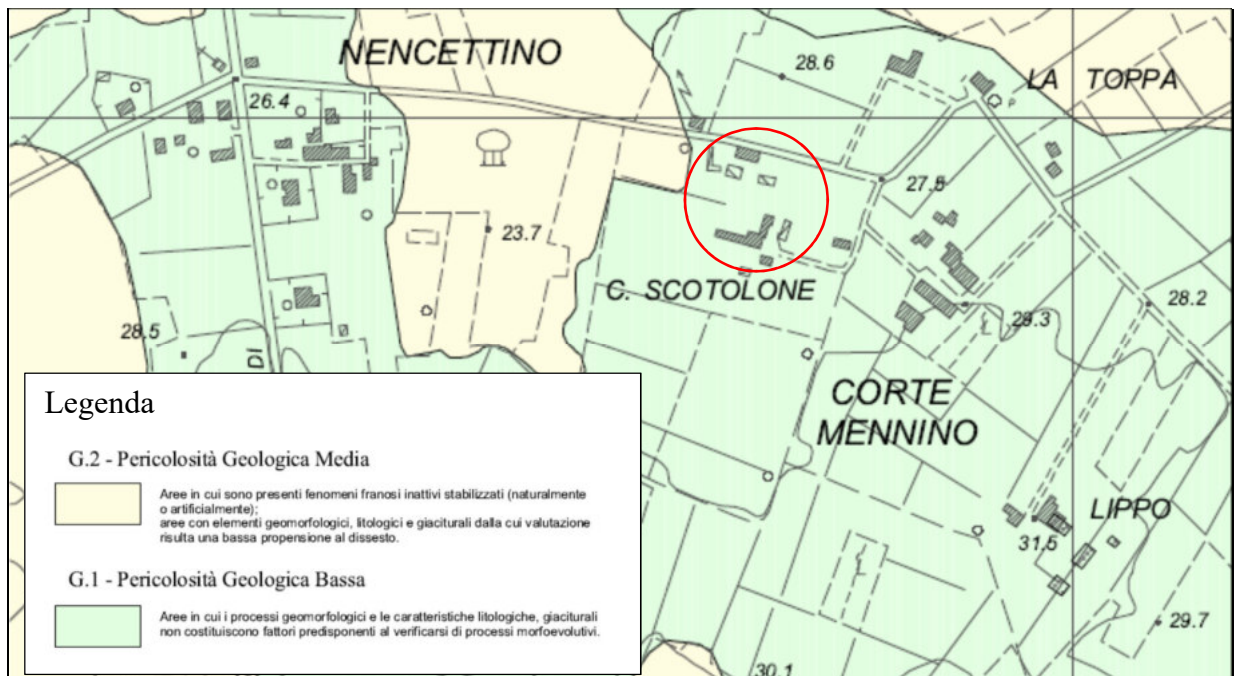 NENCETTINO
28.6
LA TOPPA
26.4
27.5
23.7
C. SCOTOLONE
28.2
28.5
29.3
DI
CORTE
MENNINO
LIPPO
31.5
29.7
30.1
Legenda
G.2 - Pericolosità Geologica Media
Aree in cui sono presenti fenomeni franosi inattivi stabilizzati (naturalmente
o artificialmente);
aree con elementi geomorfologici, litologici e giaciturali dalla cui valutazione
risulta una bassa propensione al dissesto.
G.1 - Pericolosità Geologica Bassa
Aree in cui i processi geomorfologici e le caratteristiche litologiche, giaciturali
non costituiscono fattori predisponenti al verificarsi di processi morfoevolutivi.